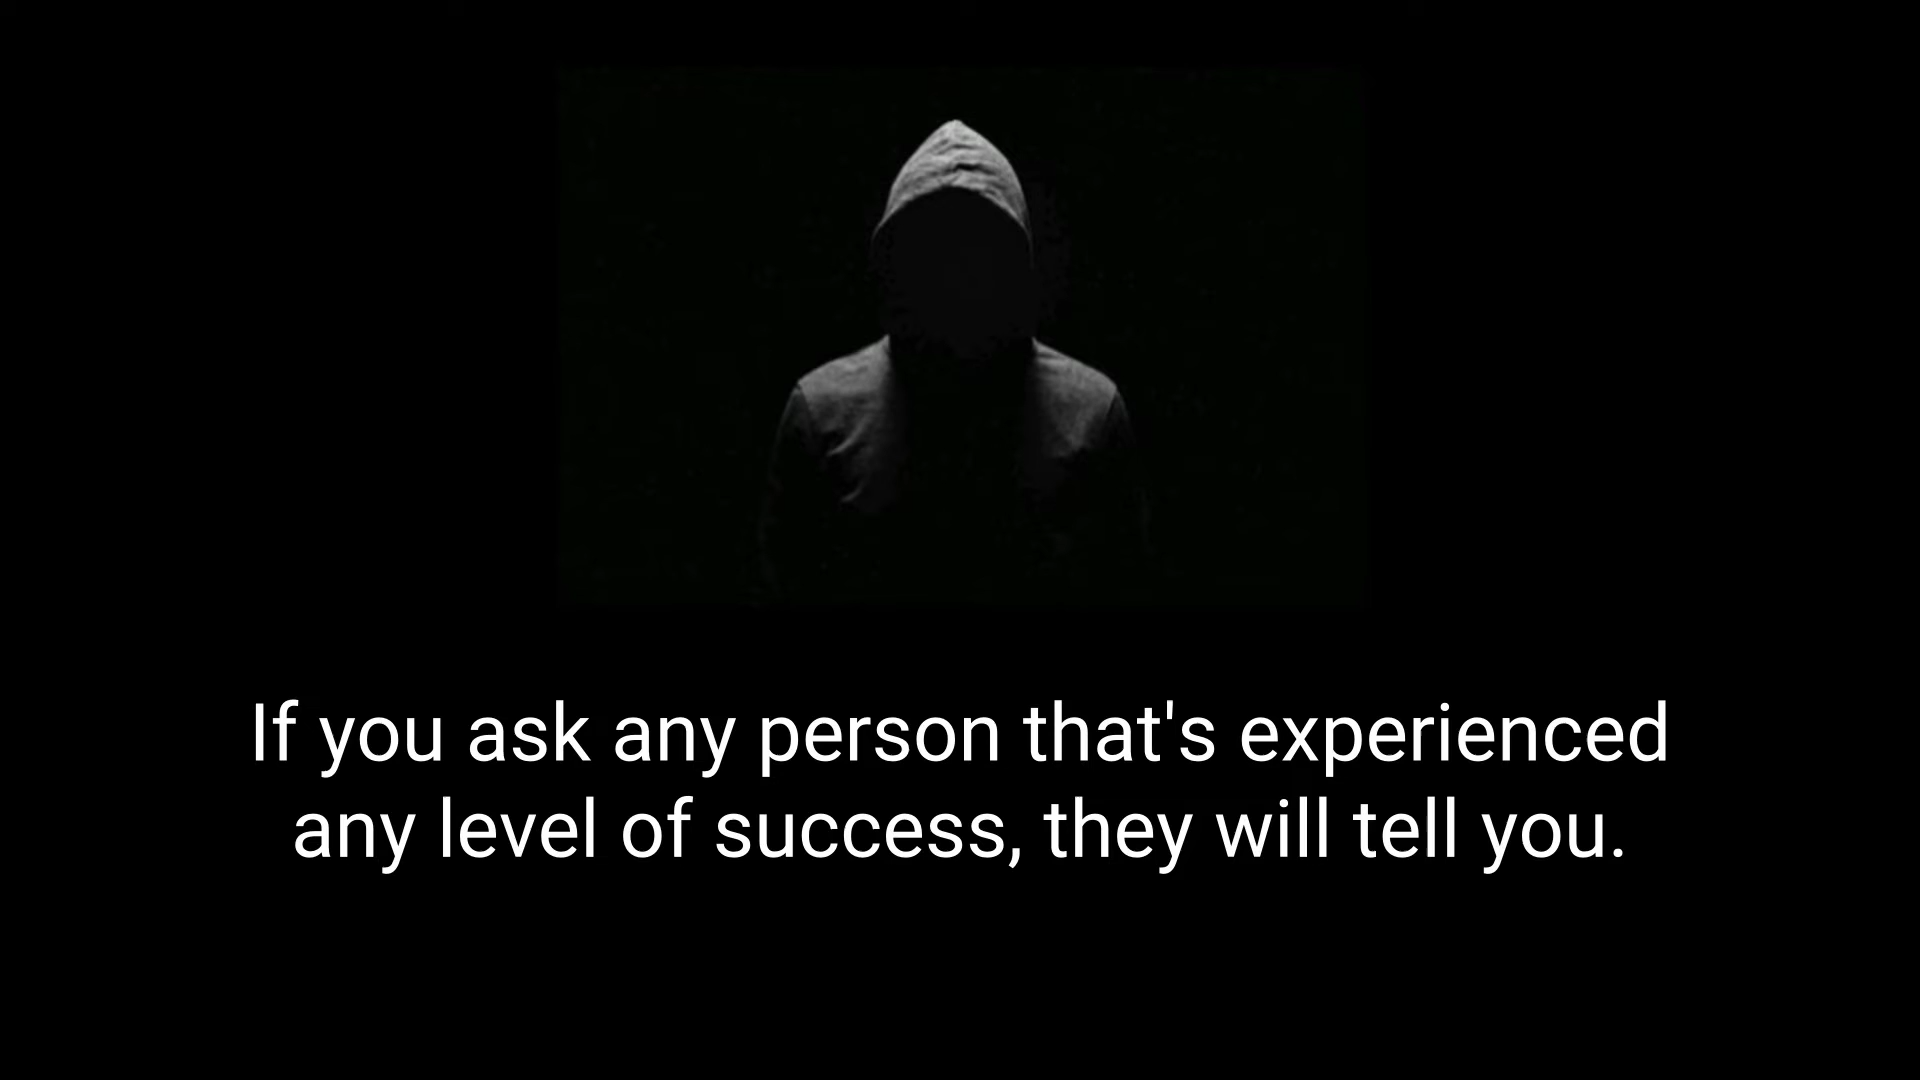 If you ask any person that's experienced
any level of success, they will tell you.